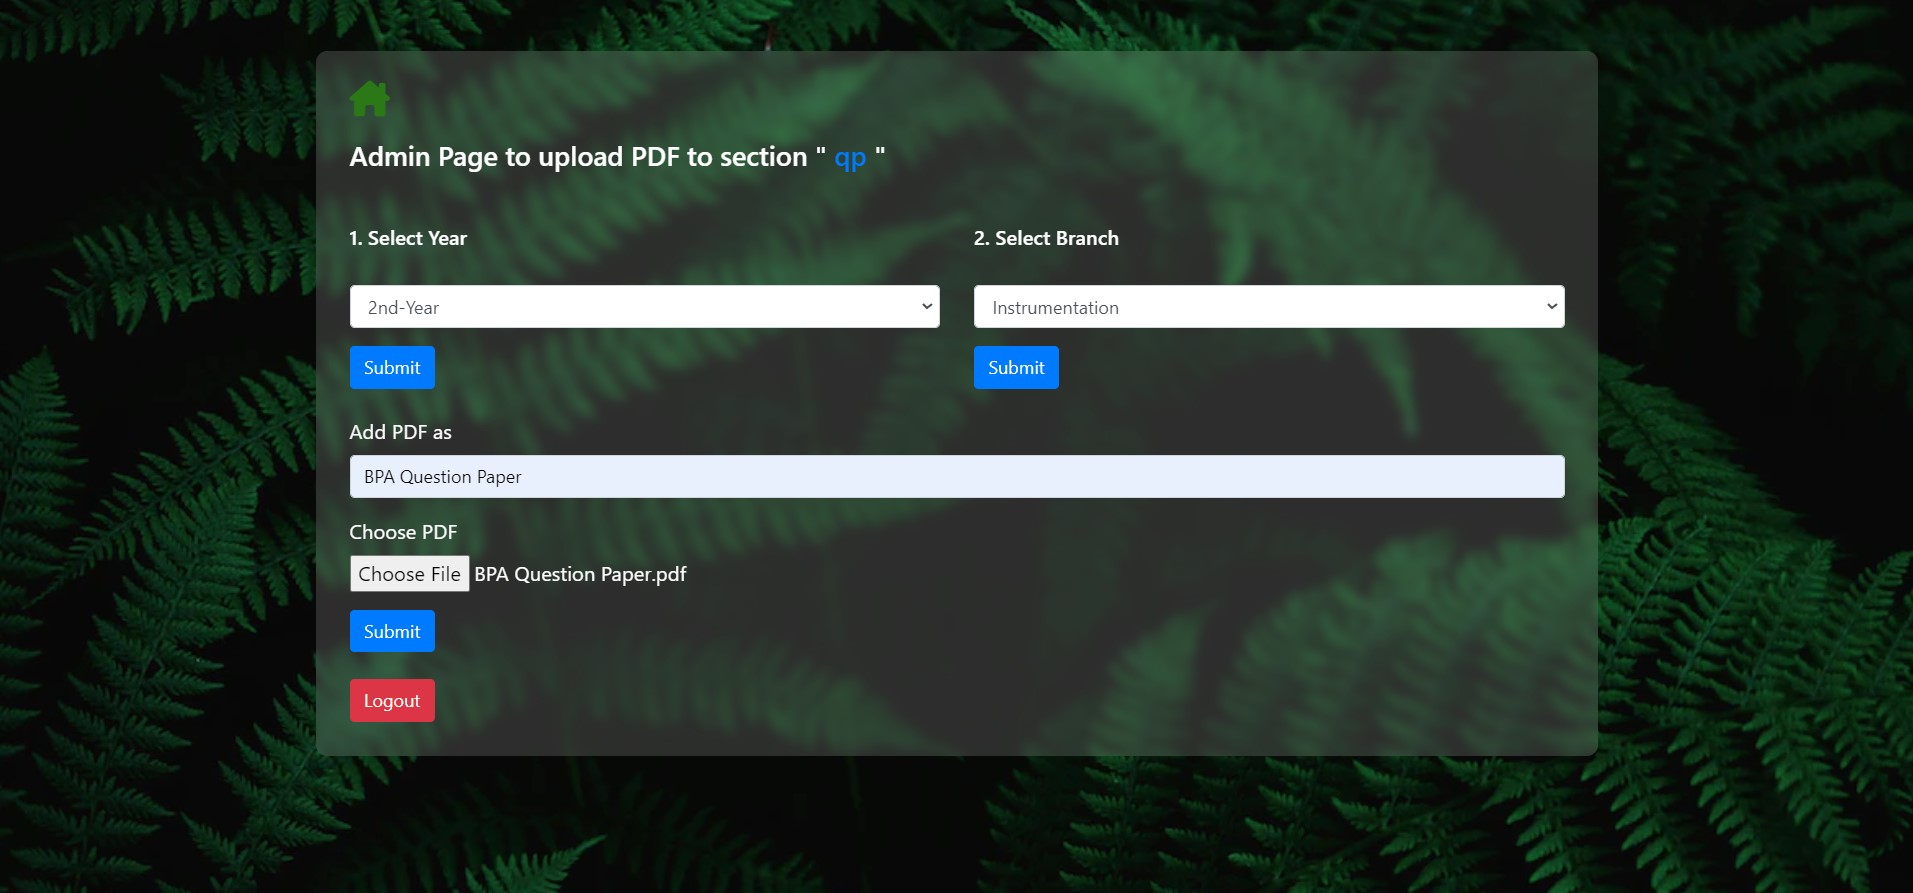 Admin Page to upload PDF to section " qp "
1. Select Year
2. Select Branch
2nd-Year
Instrumentation
Submit
Submit
Add PDF as
BPA Question Paper
Choose PDF
Choose File BPA Question Paper.pdf
Submit
Logout